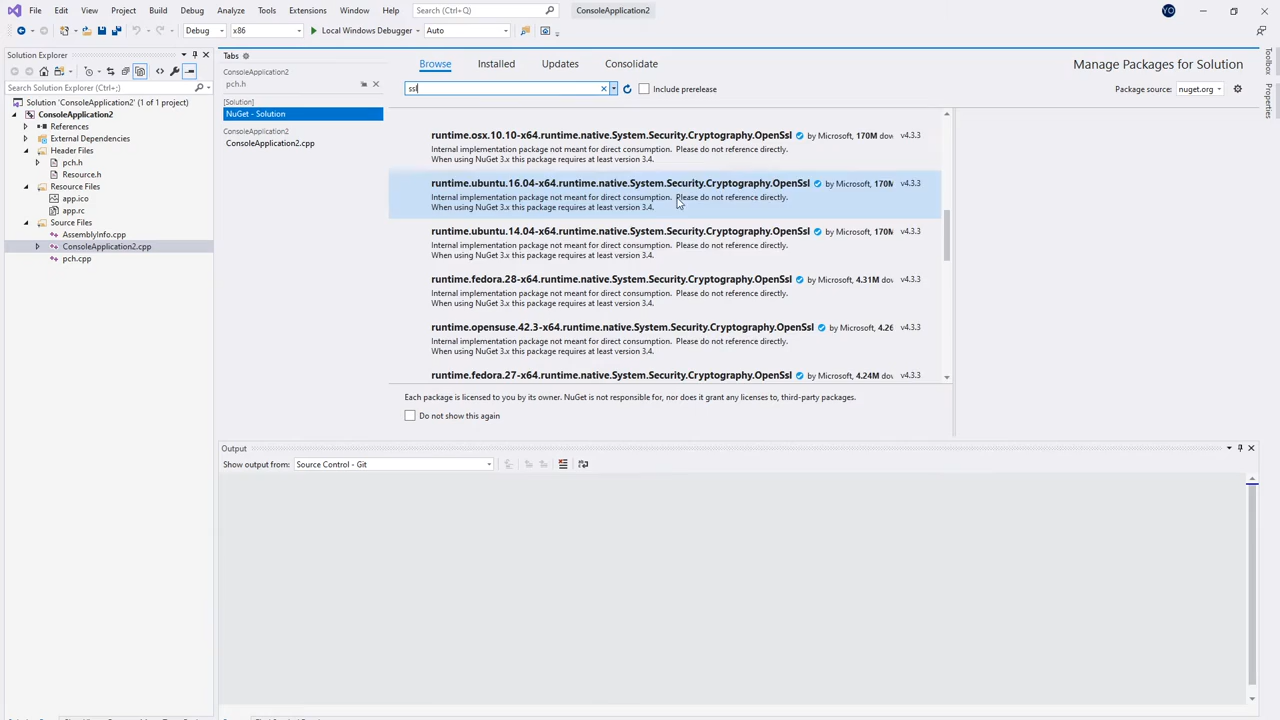 File Edit View Git Project Build Debug Analyze Tools Extensions Window Help Search (Ctrl+Q) ConsoleApplication2 YO
Debug x86 Local Windows Debugger Auto
Solution Explorer
Search Solution Explorer (Ctrl+;)
Solution 'ConsoleApplication2' (1 of 1 project)
ConsoleApplication2
References
External Dependencies
Header Files
pch.h
Resource.h
Resource Files
app.ico
app.rc
Source Files
AssemblyInfo.cpp
ConsoleApplication2.cpp
pch.cpp
Tabs
ConsoleApplication2
pch.h
[Solution]
NuGet - Solution
ConsoleApplication2
ConsoleApplication2.cpp
Browse Installed Updates Consolidate
Manage Packages for Solution
ssl
Include prerelease
Package source: nuget.org
runtime.osx.10.10-x64.runtime.native.System.Security.Cryptography.OpenSsl by Microsoft, 170M dow v4.3.3
Internal implementation package not meant for direct consumption. Please do not reference directly.
When using NuGet 3.x this package requires at least version 3.4.
runtime.ubuntu.16.04-x64.runtime.native.System.Security.Cryptography.OpenSsl by Microsoft, 170M v4.3.3
Internal implementation package not meant for direct consumption. Please do not reference directly.
When using NuGet 3.x this package requires at least version 3.4.
runtime.ubuntu.14.04-x64.runtime.native.System.Security.Cryptography.OpenSsl by Microsoft, 170M v4.3.3
Internal implementation package not meant for direct consumption. Please do not reference directly.
When using NuGet 3.x this package requires at least version 3.4.
runtime.fedora.28-x64.runtime.native.System.Security.Cryptography.OpenSsl by Microsoft, 4.31M dow v4.3.3
Internal implementation package not meant for direct consumption. Please do not reference directly.
When using NuGet 3.x this package requires at least version 3.4.
runtime.opensuse.42.3-x64.runtime.native.System.Security.Cryptography.OpenSsl by Microsoft, 4.26 v4.3.3
Internal implementation package not meant for direct consumption. Please do not reference directly.
When using NuGet 3.x this package requires at least version 3.4.
runtime.fedora.27-x64.runtime.native.System.Security.Cryptography.OpenSsl by Microsoft, 4.24M dow v4.3.3
Each package is licensed to you by its owner. NuGet is not responsible for, nor does it grant any licenses to, third-party packages.
Do not show this again
Output
Show output from: Source Control - Git
Toolbox
Properties